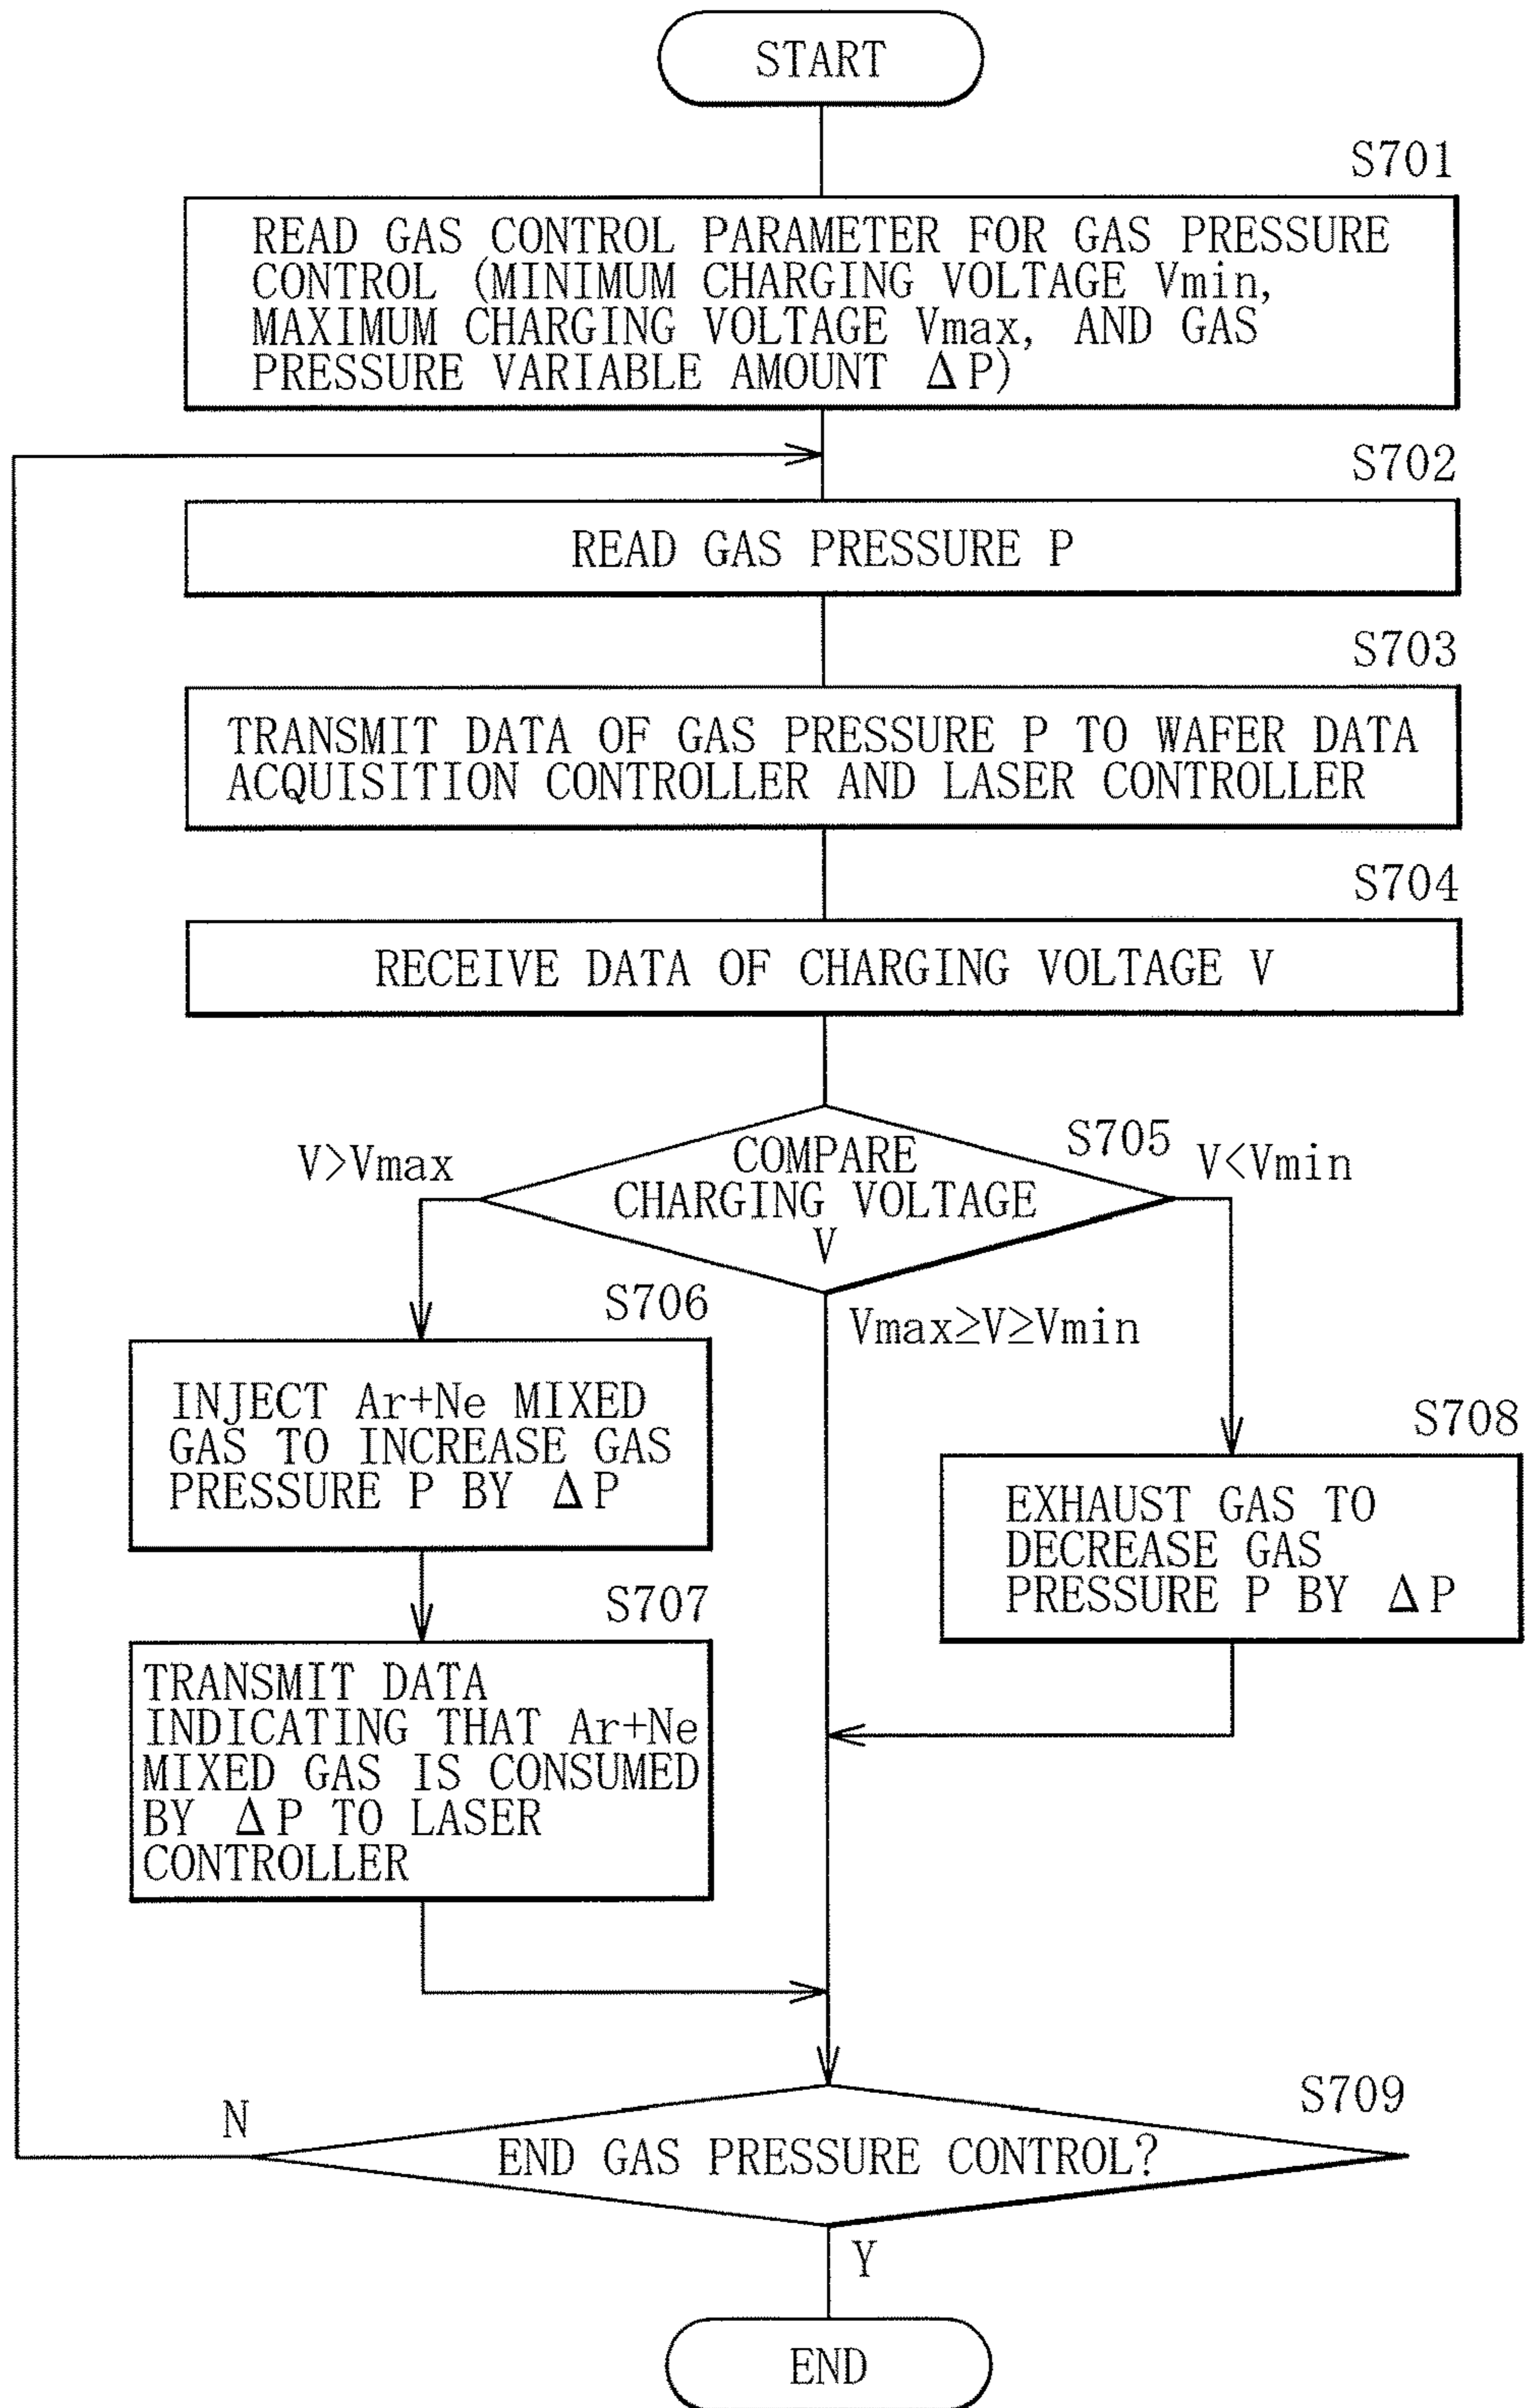 START
S701
READ GAS CONTROL PARAMETER FOR GAS PRESSURE
CONTROL (MINIMUM CHARGING VOLTAGE Vmin,
MAXIMUM CHARGING VOLTAGE Vmax, AND GAS
PRESSURE VARIABLE AMOUNT ΔP)
S702
READ GAS PRESSURE P
S703
TRANSMIT DATA OF GAS PRESSURE P TO WAFER DATA
ACQUISITION CONTROLLER AND LASER CONTROLLER
S704
RECEIVE DATA OF CHARGING VOLTAGE V
S705
COMPARE
CHARGING VOLTAGE
V
V>Vmax
V<Vmin
Vmax≥V≥Vmin
S706
INJECT Ar+Ne MIXED
GAS TO INCREASE GAS
PRESSURE P BY ΔP
S708
EXHAUST GAS TO
DECREASE GAS
PRESSURE P BY ΔP
S707
TRANSMIT DATA
INDICATING THAT Ar+Ne
MIXED GAS IS CONSUMED
BY ΔP TO LASER
CONTROLLER
S709
N
END GAS PRESSURE CONTROL?
Y
END